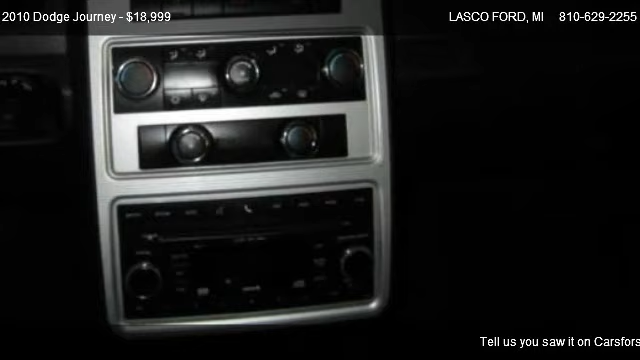 2010 Dodge Journey - $18,999
LASCO FORD, MI 810-629-2255
Tell us you saw it on Carsfors